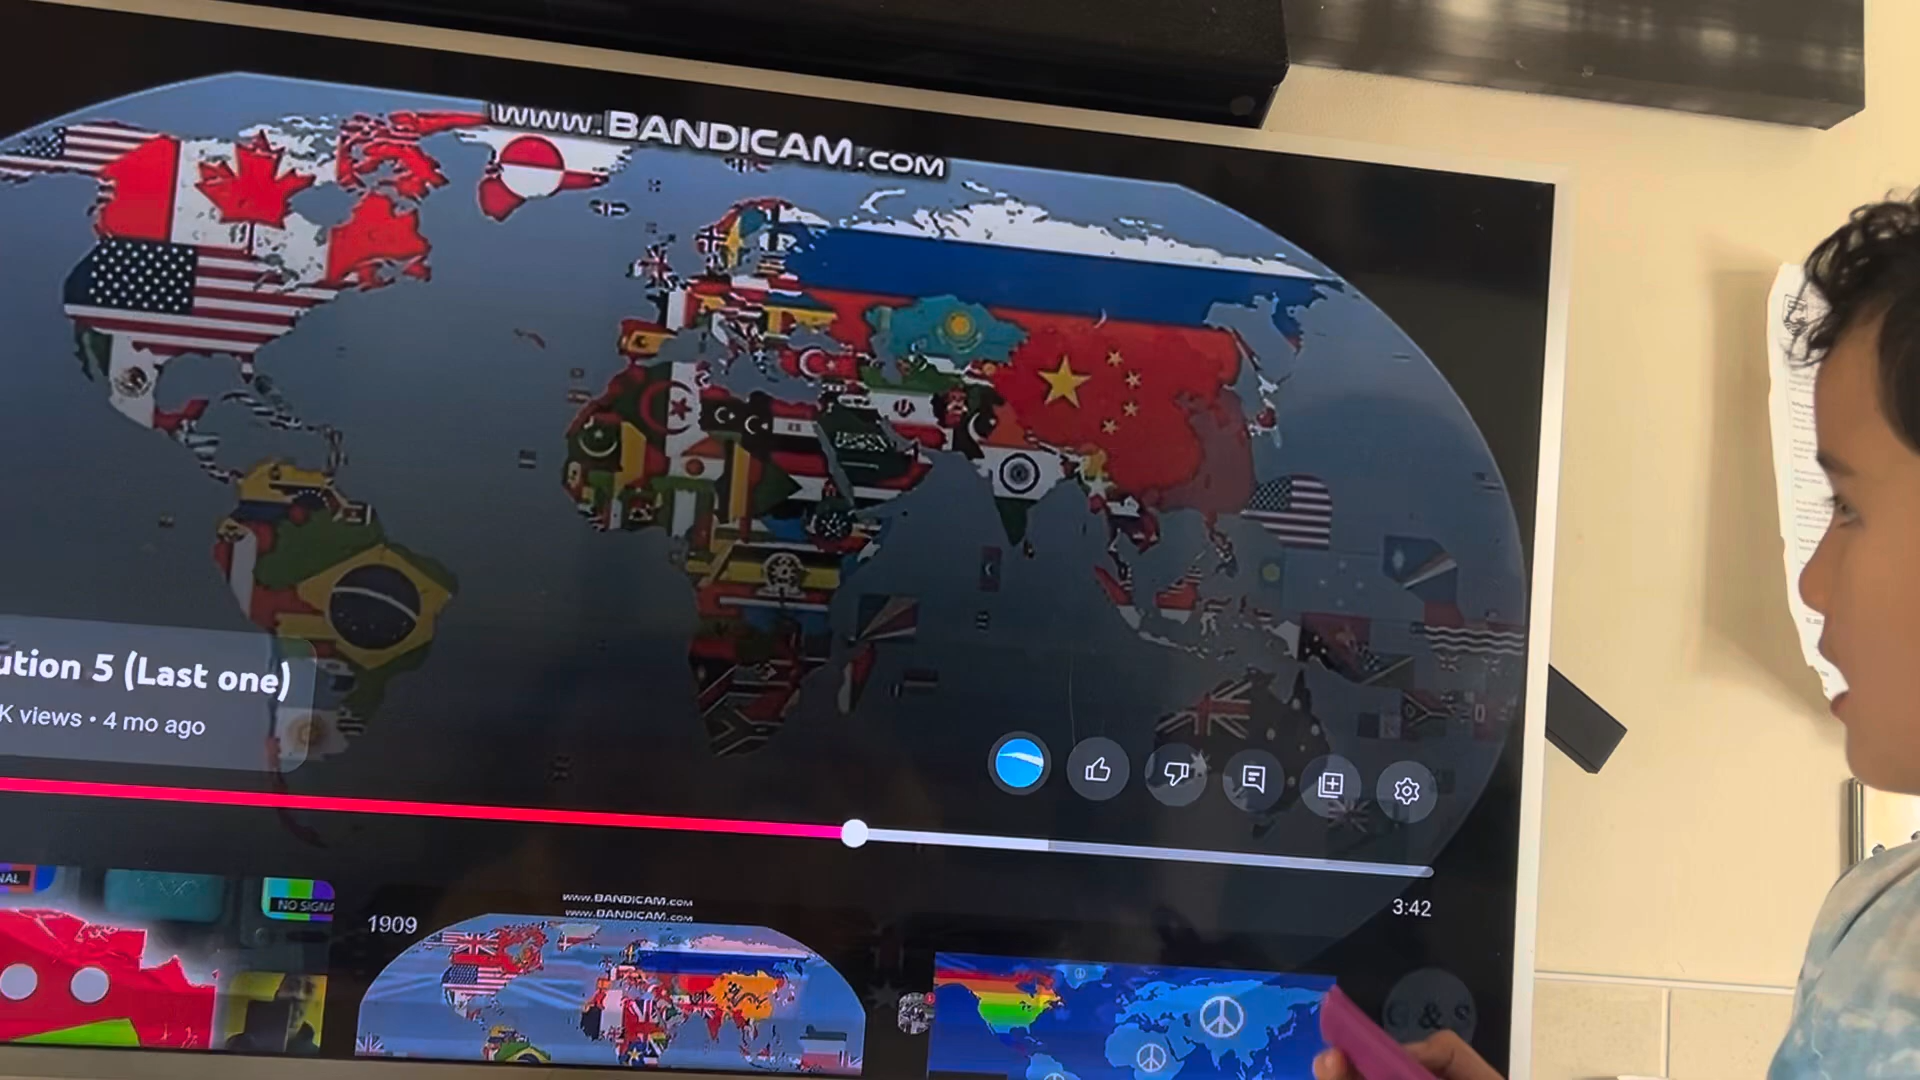 www.BANDICAM.com
ution 5 (Last one)
K views • 4 mo ago
3:42
NAL
NO SIGNA
1909
www.BANDICAM.com
www.BANDICAM.com
G & S